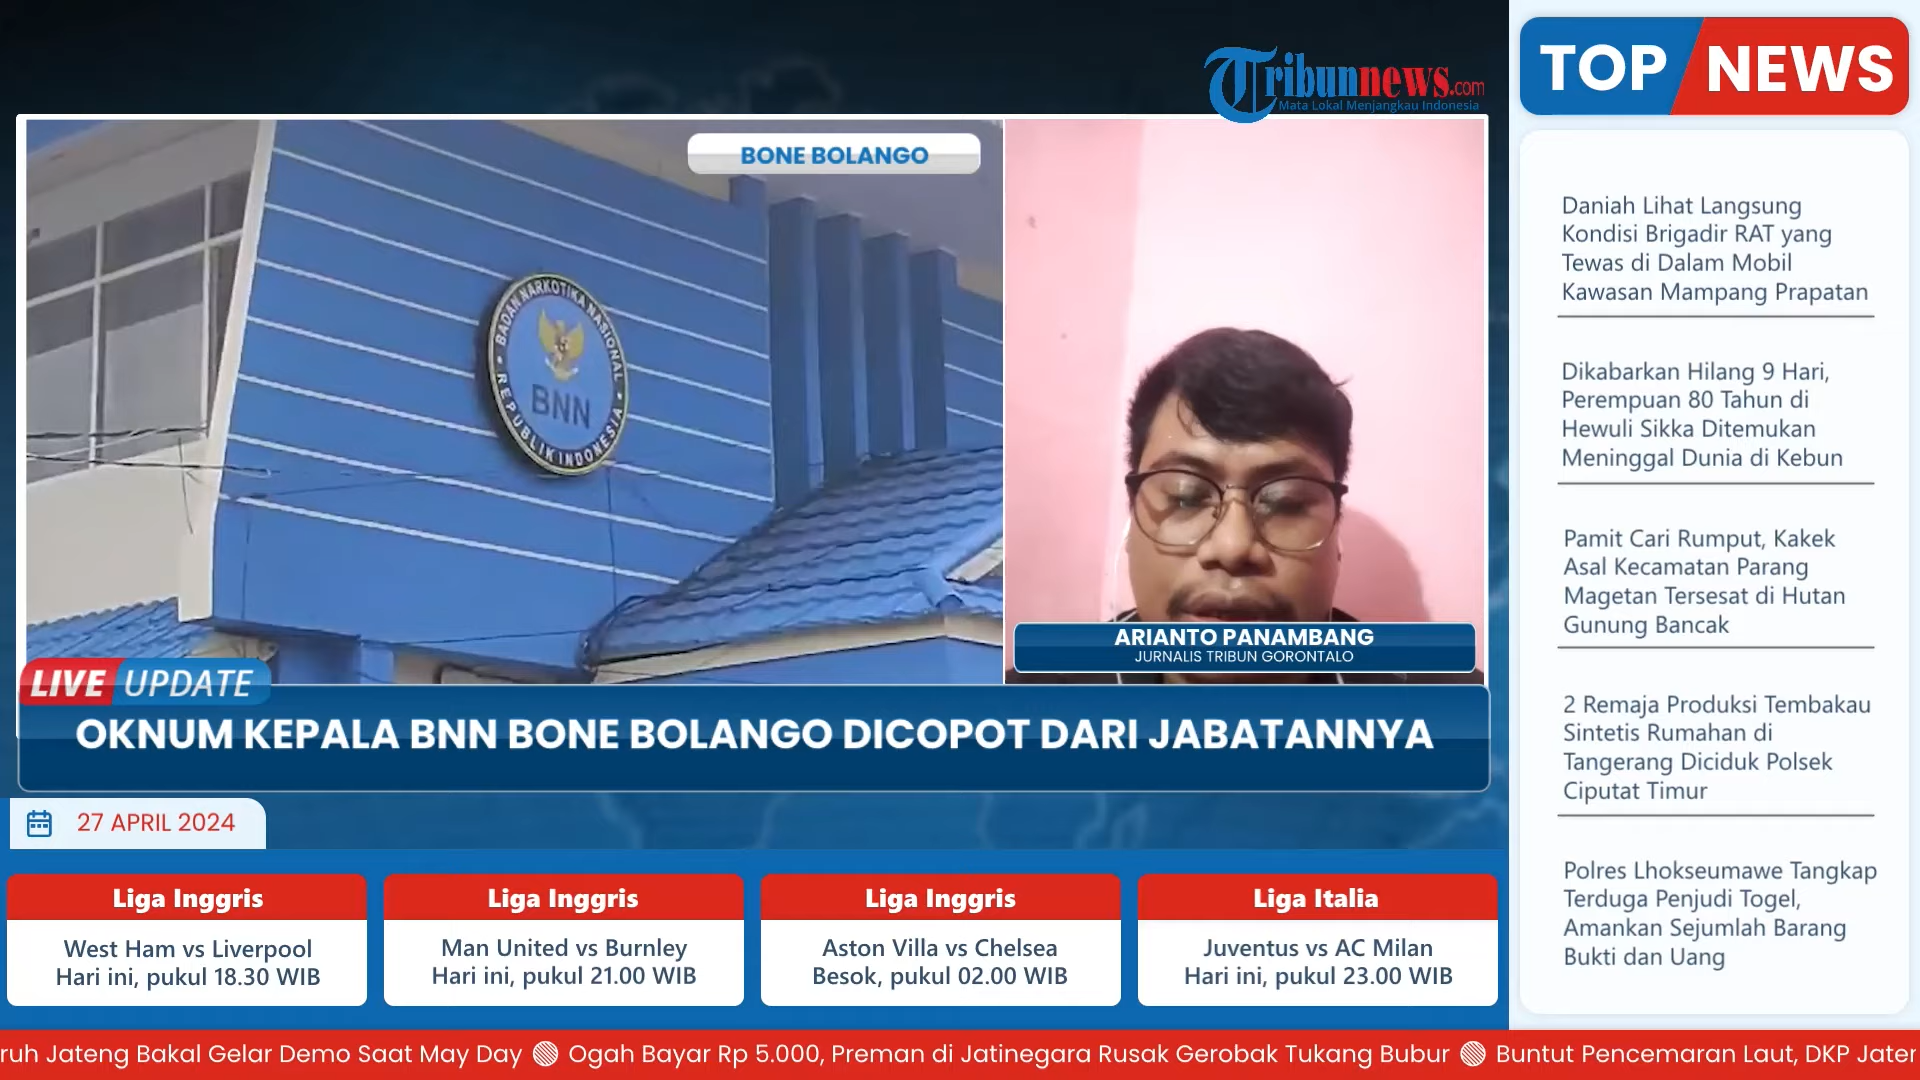 Tribunnews.com
Mata Lokal Menjangkau Indonesia
TOP NEWS
BONE BOLANGO
BADAN NARKOTIKA NASIONAL
BNN
REPUBLIK INDONESIA
ARIANTO PANAMBANG
JURNALIS TRIBUN GORONTALO
LIVE UPDATE
OKNUM KEPALA BNN BONE BOLANGO DICOPOT DARI JABATANNYA
27 APRIL 2024
Liga Inggris
West Ham vs Liverpool
Hari ini, pukul 18.30 WIB
Liga Inggris
Man United vs Burnley
Hari ini, pukul 21.00 WIB
Liga Inggris
Aston Villa vs Chelsea
Besok, pukul 02.00 WIB
Liga Italia
Juventus vs AC Milan
Hari ini, pukul 23.00 WIB
Daniah Lihat Langsung
Kondisi Brigadir RAT yang
Tewas di Dalam Mobil
Kawasan Mampang Prapatan
Dikabarkan Hilang 9 Hari,
Perempuan 80 Tahun di
Hewuli Sikka Ditemukan
Meninggal Dunia di Kebun
Pamit Cari Rumput, Kakek
Asal Kecamatan Parang
Magetan Tersesat di Hutan
Gunung Bancak
2 Remaja Produksi Tembakau
Sintetis Rumahan di
Tangerang Diciduk Polsek
Ciputat Timur
Polres Lhokseumawe Tangkap
Terduga Penjudi Togel,
Amankan Sejumlah Barang
Bukti dan Uang
ruh Jateng Bakal Gelar Demo Saat May Day Ogah Bayar Rp 5.000, Preman di Jatinegara Rusak Gerobak Tukang Bubur Buntut Pencemaran Laut, DKP Jater